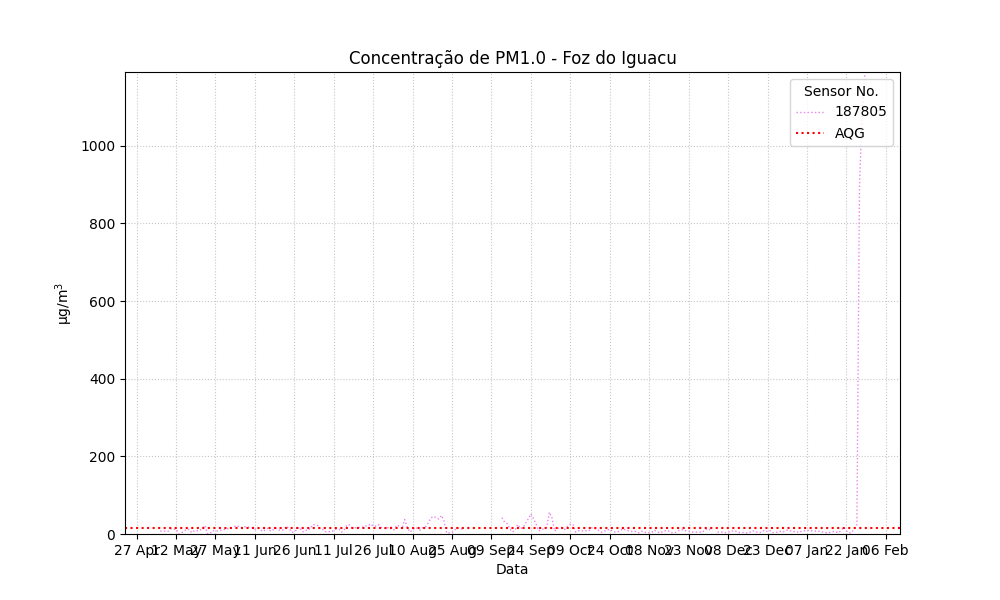 Concentração de PM1.0 - Foz do Iguacu
Sensor No.
187805
AQG
1000
800
600
400
200
0
µg/m³
27 Apr 12 May 27 May 11 Jun 26 Jun 11 Jul 26 Jul 10 Aug 25 Aug 09 Sep 24 Sep 09 Oct 24 Oct 08 Nov 23 Nov 08 Dec 23 Dec 07 Jan 22 Jan 06 Feb
Data